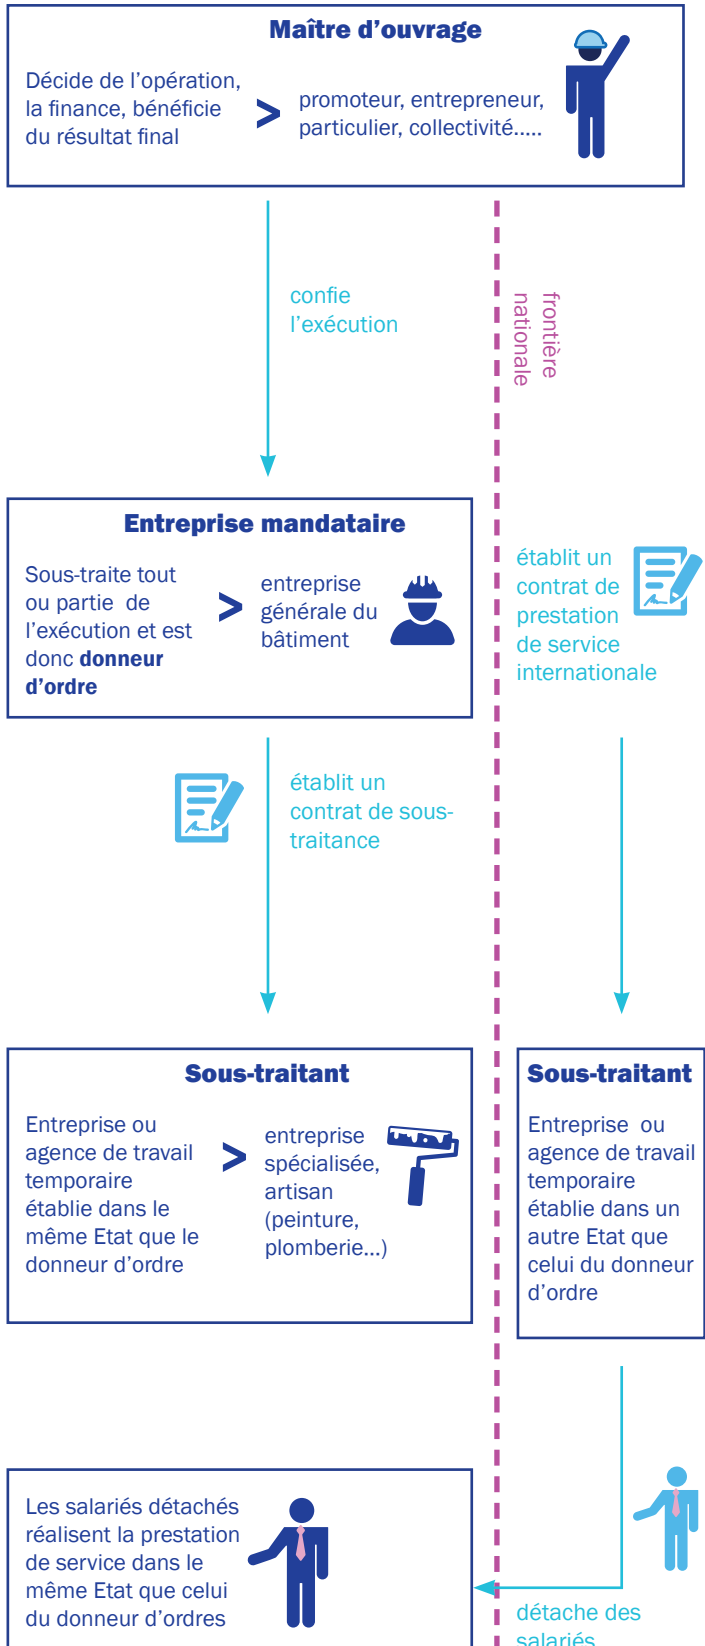 Maître d’ouvrage
Décide de l’opération,
la finance, bénéficie
du résultat final
>
promoteur, entrepreneur,
particulier, collectivité.....
confie
l’exécution
frontière
nationale
Entreprise mandataire
Sous-traite tout
ou partie de
l’exécution et est
donc donneur
d’ordre
>
entreprise
générale du
bâtiment
établit un
contrat de
prestation
de service
internationale
établit un
contrat de sous-
traitance
Sous-traitant
Entreprise ou
agence de travail
temporaire
établie dans le
même Etat que le
donneur d’ordre
>
entreprise
spécialisée,
artisan
(peinture,
plomberie...)
Sous-traitant
Entreprise ou
agence de travail
temporaire
établie dans un
autre Etat que
celui du donneur
d’ordre
Les salariés détachés
réalisent la prestation
de service dans le
même Etat que celui
du donneur d’ordres
détache des
salariés